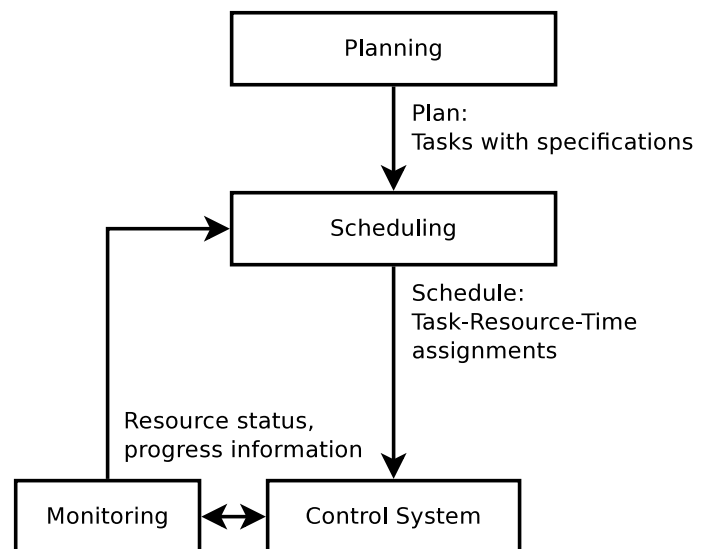 Planning
Plan:
Tasks with specifications
Scheduling
Schedule:
Task-Resource-Time
assignments
Resource status,
progress information
Monitoring
Control System